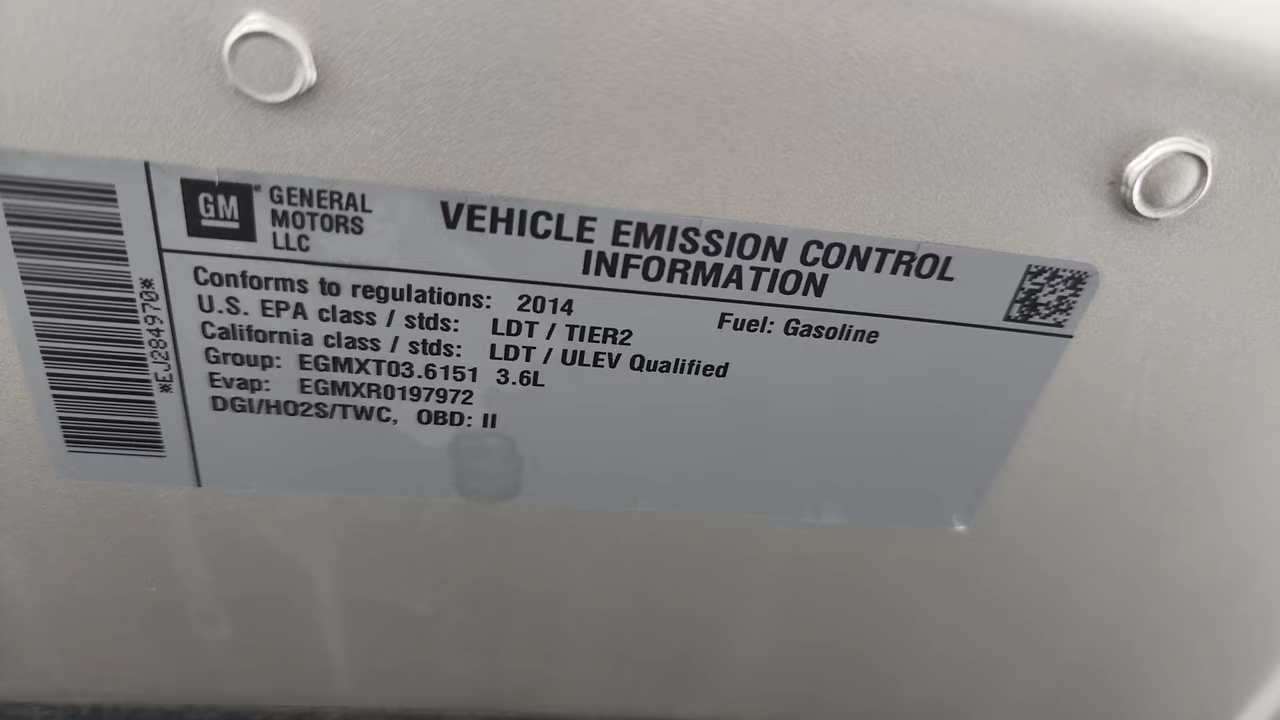 *EJ284970*
GM
GENERAL
MOTORS
LLC
VEHICLE EMISSION CONTROL
INFORMATION
Conforms to regulations: 2014 Fuel: Gasoline
U.S. EPA class / stds: LDT / TIER2
California class / stds: LDT / ULEV Qualified
Group: EGMXT03.6151 3.6L
Evap: EGMXR0197972
DGI/HO2S/TWC, OBD: II